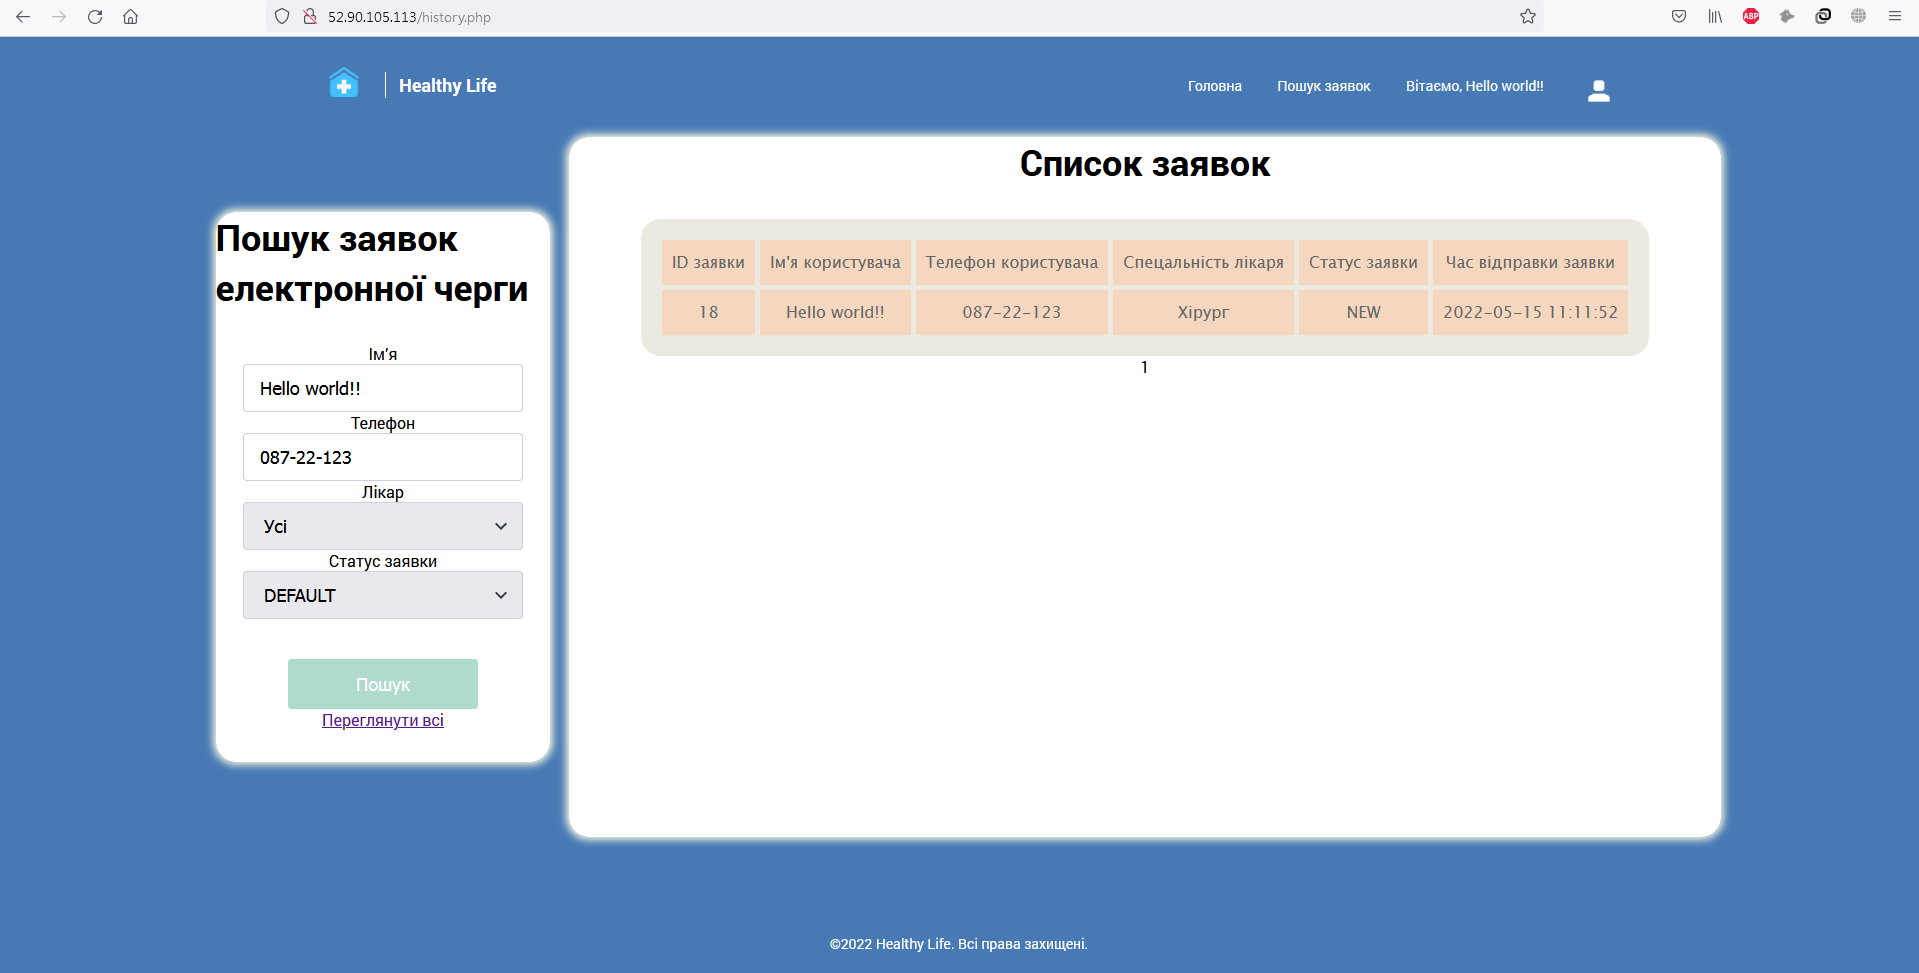 52.90.105.113/history.php
ABP
Healthy Life
Головна
Пошук заявок
Вітаємо, Hello world!!
Пошук заявок
електронної черги
Ім’я
Hello world!!
Телефон
087-22-123
Лікар
Усі
Статус заявки
DEFAULT
Пошук
Переглянути всі
Список заявок
ID заявки Ім'я користувача Телефон користувача Спецальність лікаря Статус заявки Час відправки заявки
18 Hello world!! 087-22-123 Хірург NEW 2022-05-15 11:11:52
1
©2022 Healthy Life. Всі права захищені.